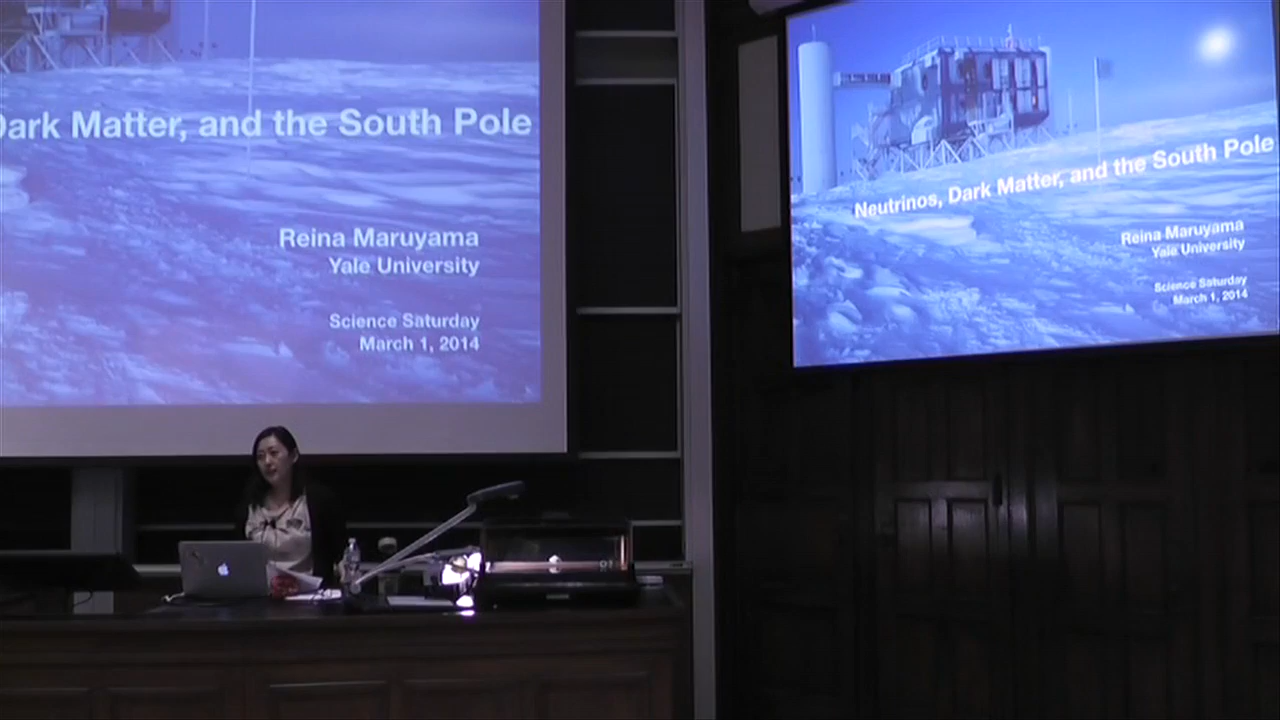 Dark Matter, and the South Pole
Reina Maruyama
Yale University
Science Saturday
March 1, 2014
Neutrinos, Dark Matter, and the South Pole
Reina Maruyama
Yale University
Science Saturday
March 1, 2014